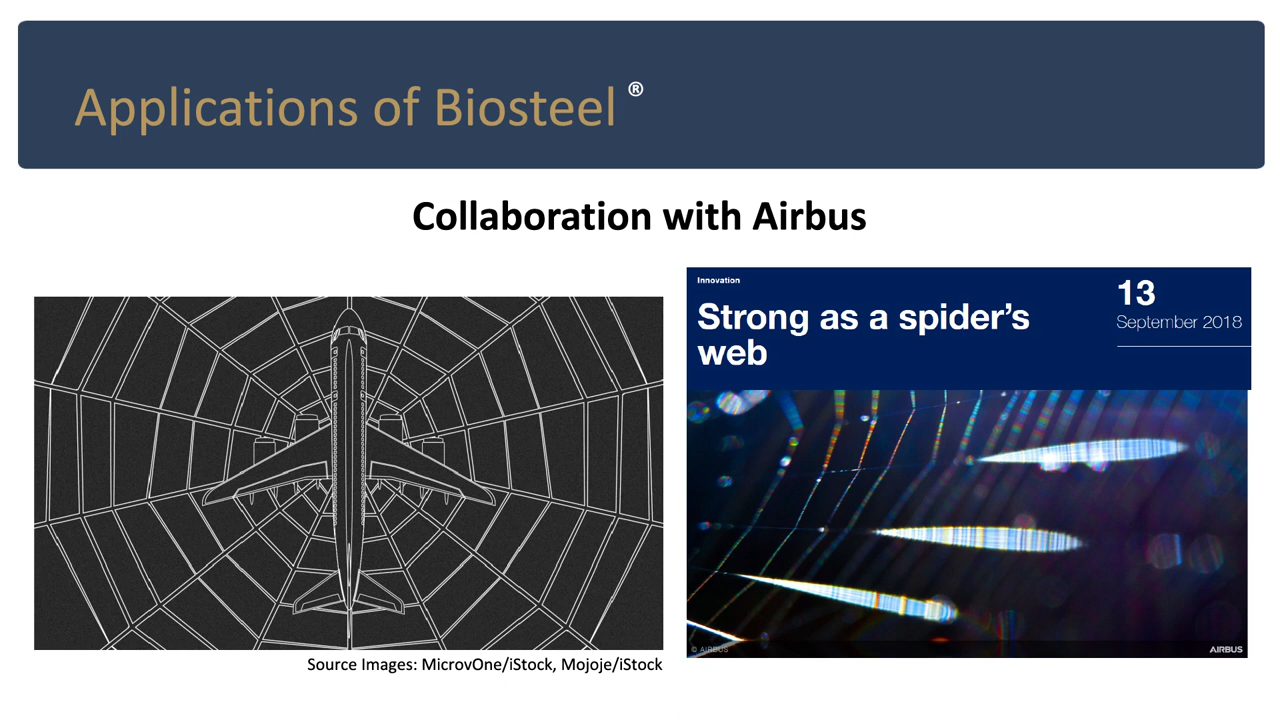 Applications of Biosteel ®
Collaboration with Airbus
Innovation
Strong as a spider's
web
13
September 2018
© AIRBUS
AIRBUS
Source Images: MicrovOne/iStock, Mojoje/iStock